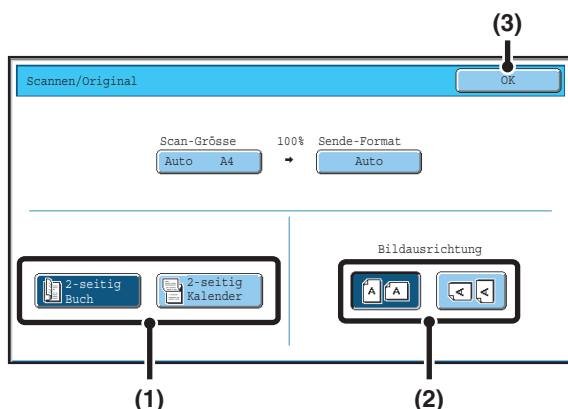 (3)
Scannen/Original
OK
Scan-Grösse 100% Sende-Format
Auto A4 → Auto
Bildausrichtung
2-seitig
Buch
2-seitig
Kalender
A A A A
(1) (2)